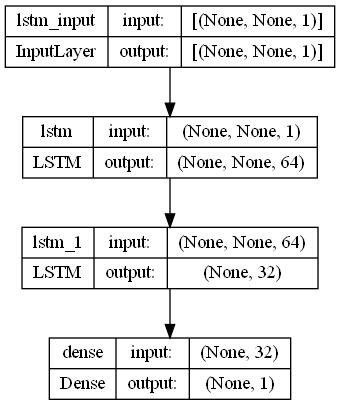 lstm_input input: [(None, None, 1)]
InputLayer output: [(None, None, 1)]
lstm input: (None, None, 1)
LSTM output: (None, None, 64)
lstm_1 input: (None, None, 64)
LSTM output: (None, 32)
dense input: (None, 32)
Dense output: (None, 1)